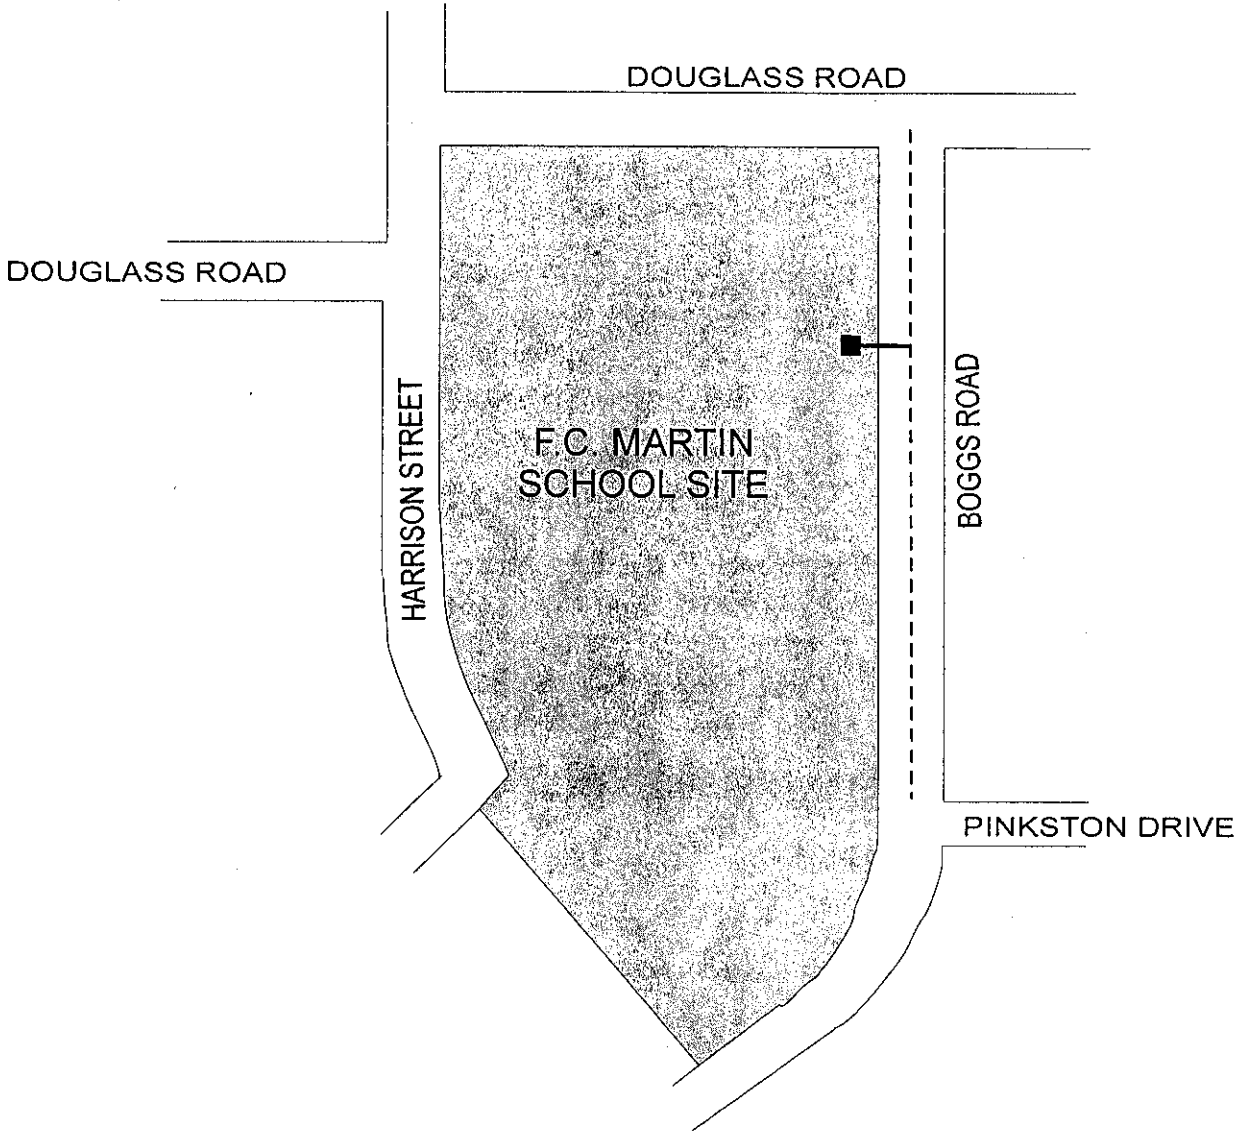 DOUGLASS ROAD
DOUGLASS ROAD
HARRISON STREET
F.C. MARTIN
SCHOOL SITE
BOGGS ROAD
PINKSTON DRIVE